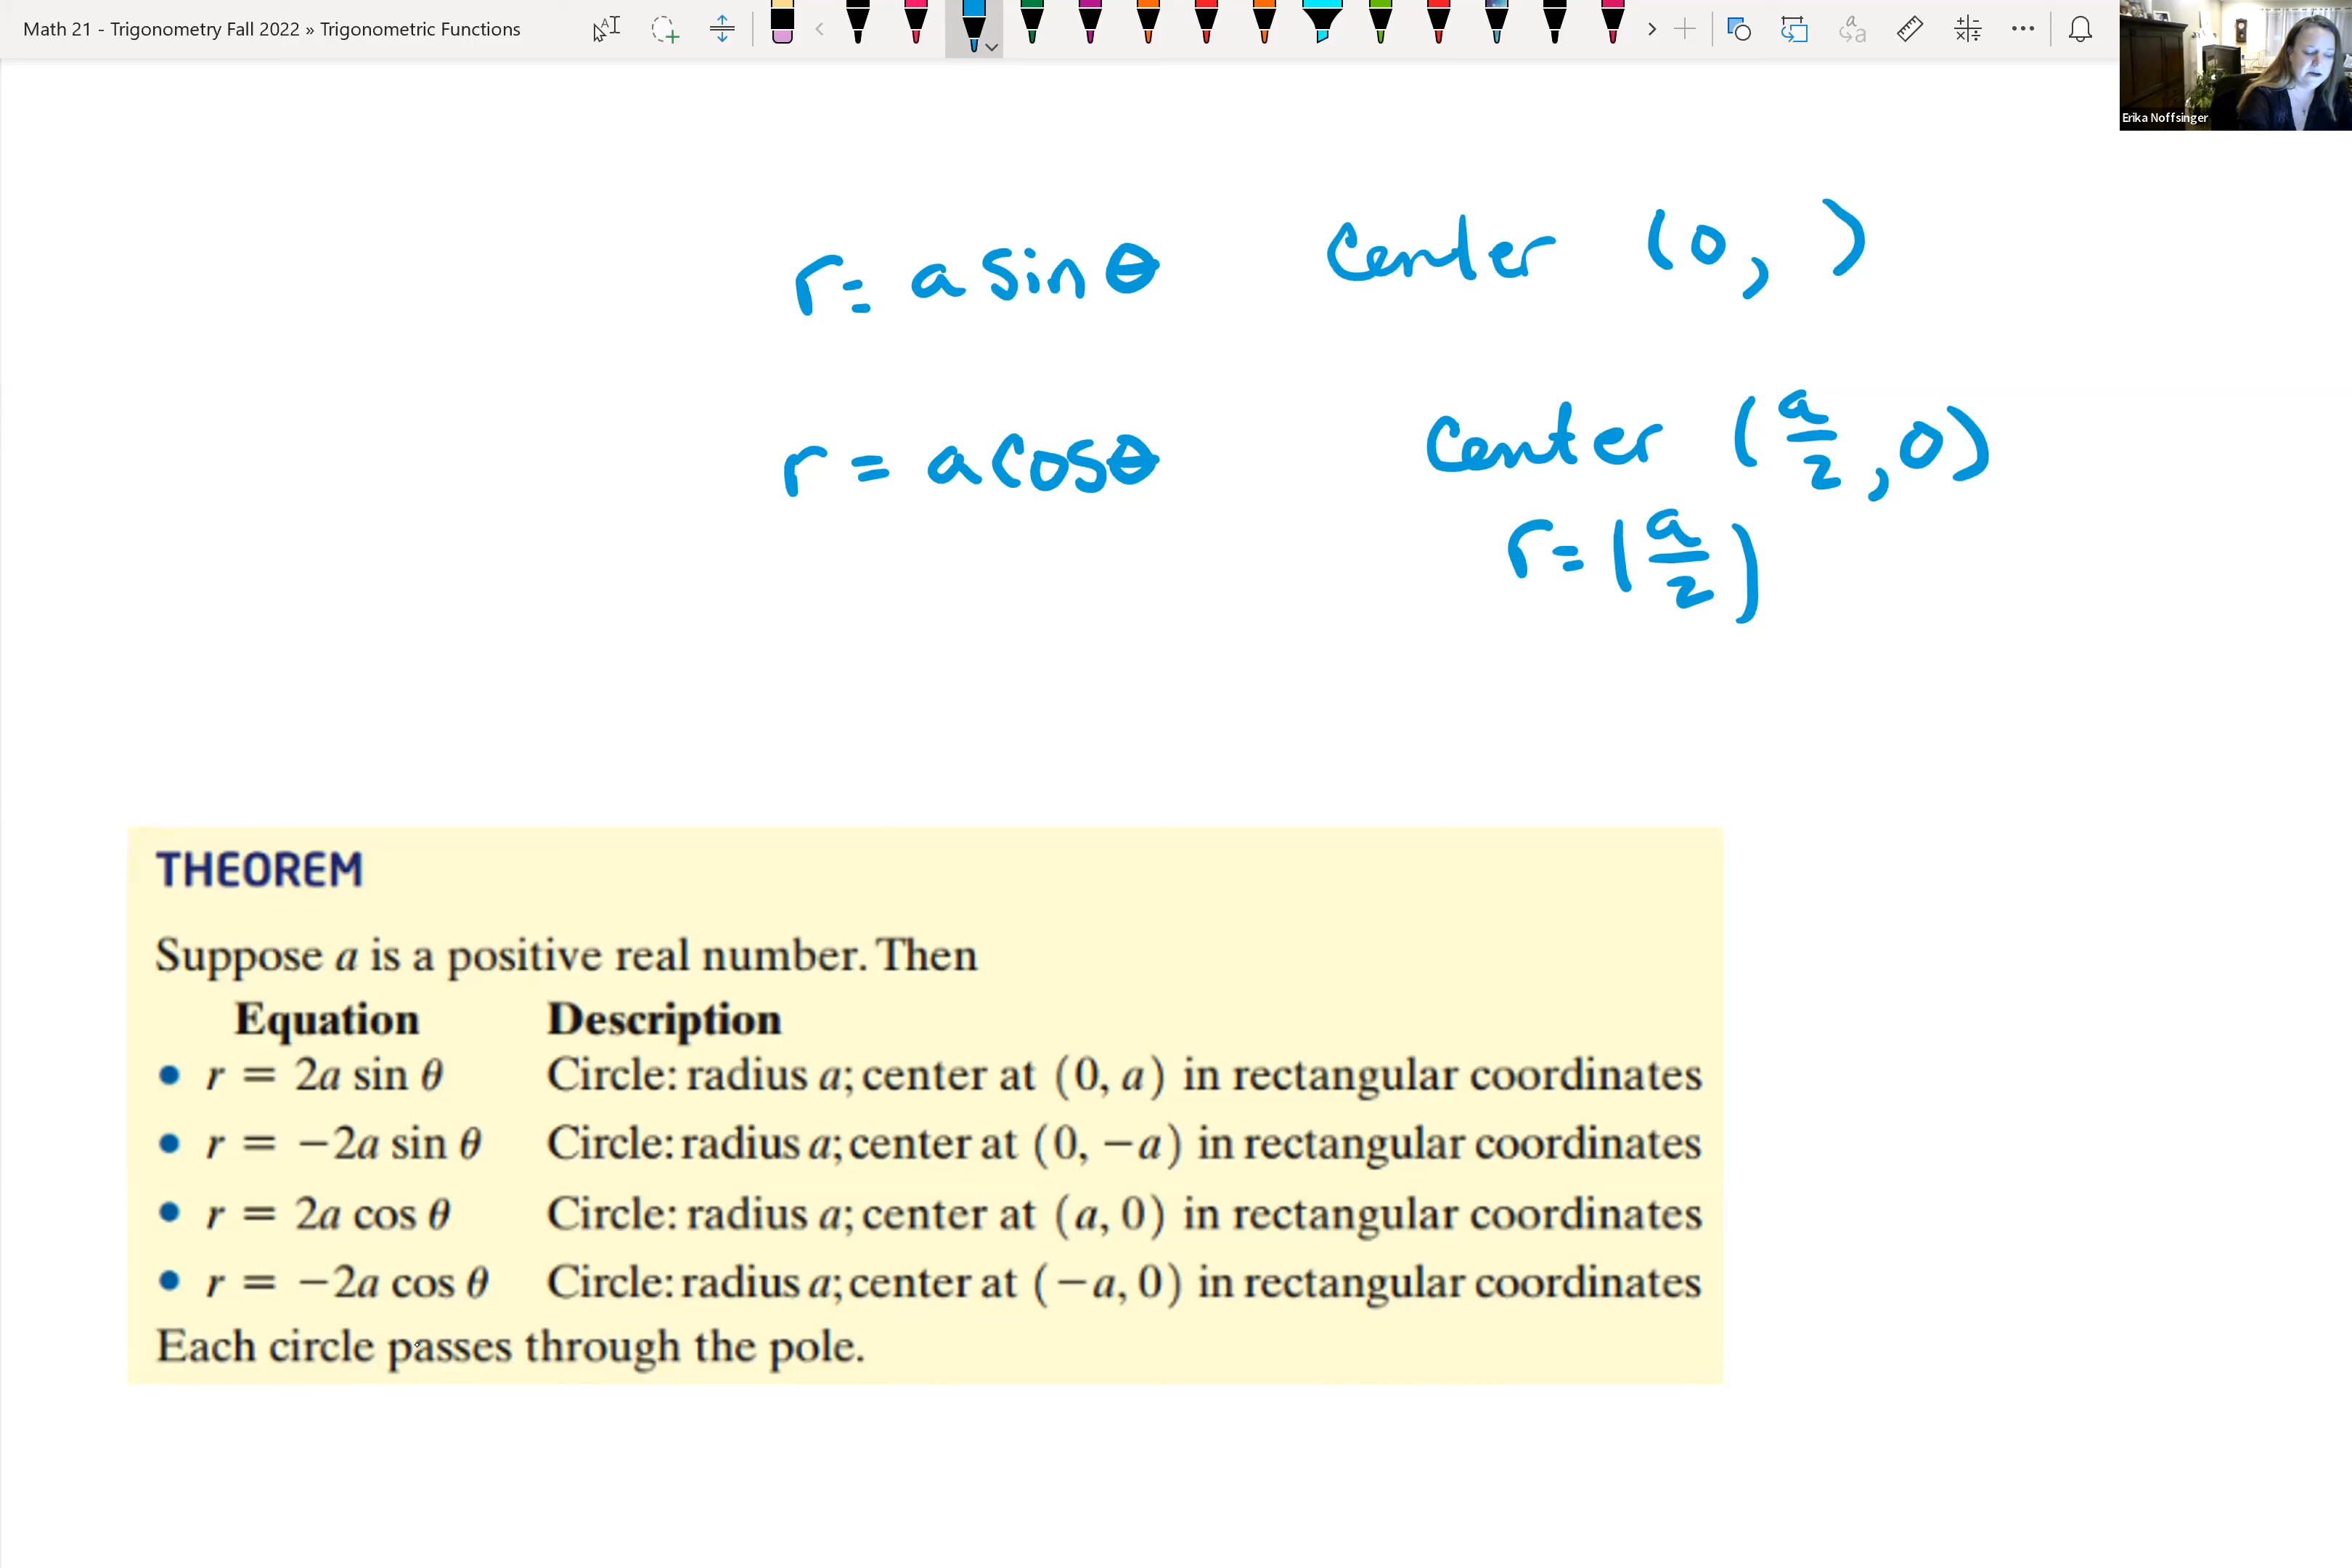 Math 21 - Trigonometry Fall 2022 » Trigonometric Functions
Erika Noffsinger
r = a sin θ center (0, )
r = a cos θ center (a/2, 0)
r = |a/2|
THEOREM
Suppose a is a positive real number. Then
Equation Description
• r = 2a sin θ Circle: radius a; center at (0, a) in rectangular coordinates
• r = −2a sin θ Circle: radius a; center at (0, −a) in rectangular coordinates
• r = 2a cos θ Circle: radius a; center at (a, 0) in rectangular coordinates
• r = −2a cos θ Circle: radius a; center at (−a, 0) in rectangular coordinates
Each circle passes through the pole.